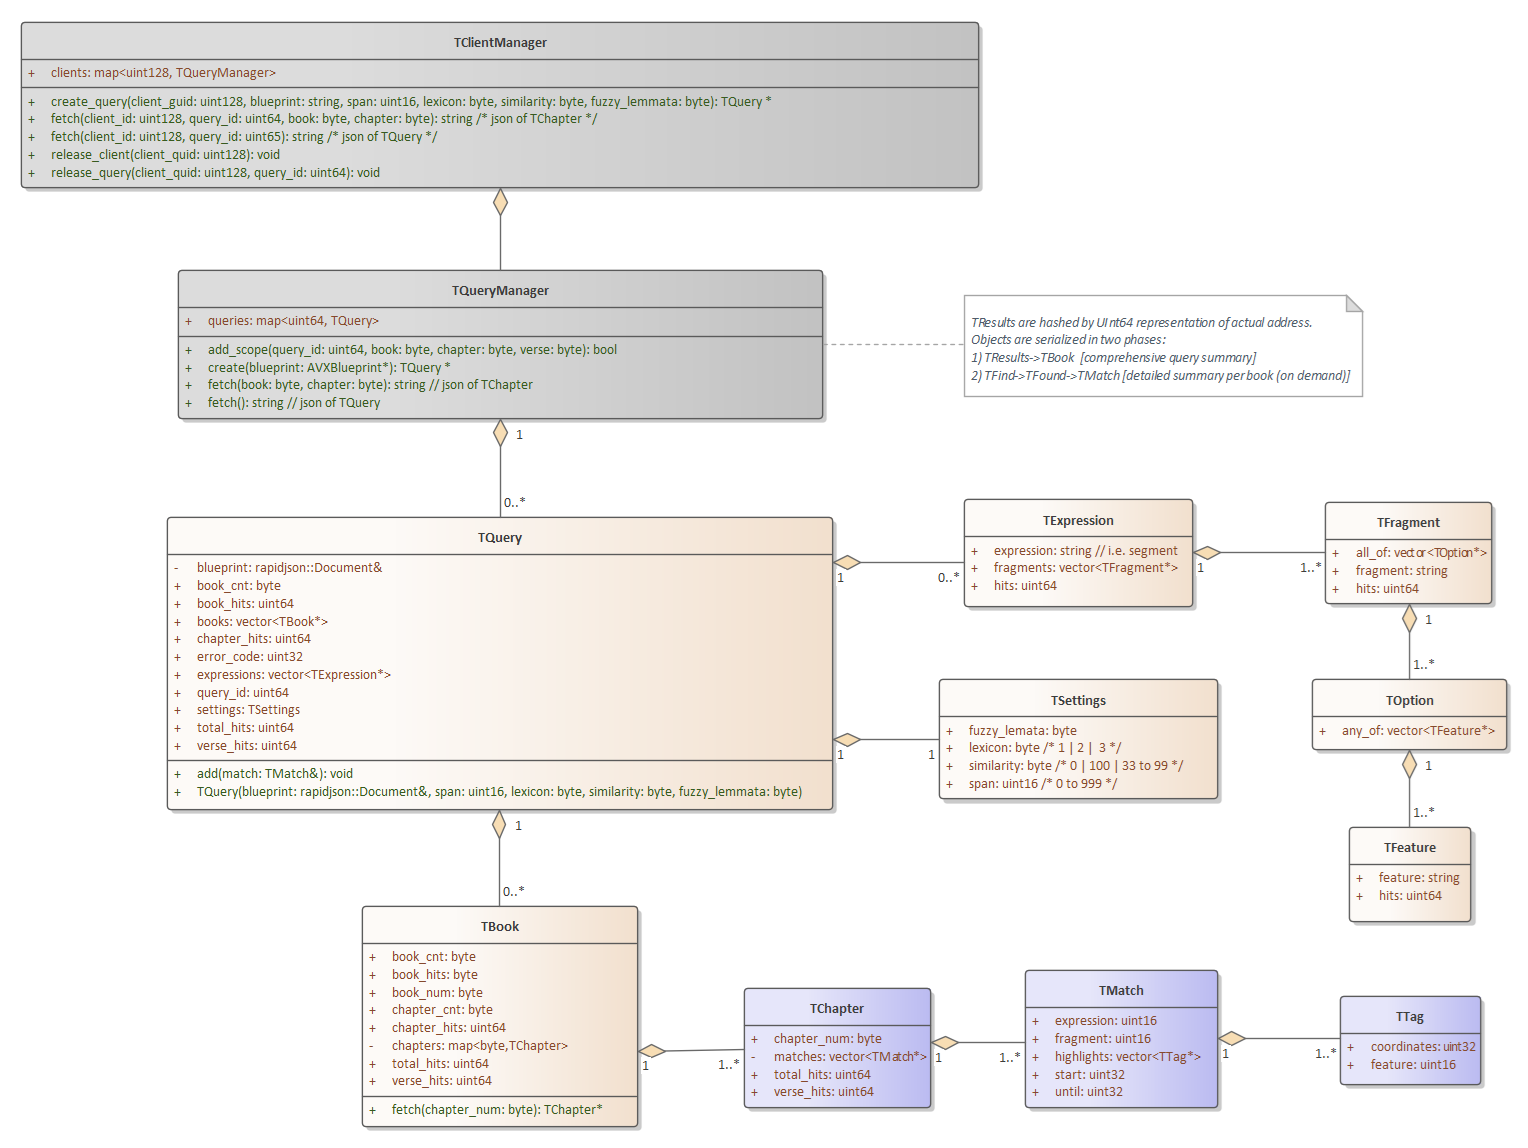 TClientManager
+ clients: map<uint128, TQueryManager>
+ create_query(client_guid: uint128, blueprint: string, span: uint16, lexicon: byte, similarity: byte, fuzzy_lemmata: byte): TQuery *
+ fetch(client_id: uint128, query_id: uint64, book: byte, chapter: byte): string /* json of TChapter */
+ fetch(client_id: uint128, query_id: uint65): string /* json of TQuery */
+ release_client(client_quid: uint128): void
+ release_query(client_quid: uint128, query_id: uint64): void
TQueryManager
+ queries: map<uint64, TQuery>
+ add_scope(query_id: uint64, book: byte, chapter: byte, verse: byte): bool
+ create(blueprint: AVXBlueprint*): TQuery *
+ fetch(book: byte, chapter: byte): string // json of TChapter
+ fetch(): string // json of TQuery
TResults are hashed by UInt64 representation of actual address.
Objects are serialized in two phases:
1) TResults->TBook [comprehensive query summary]
2) TFind->TFound->TMatch [detailed summary per book (on demand)]
1
0..*
TQuery
- blueprint: rapidjson::Document&
+ book_cnt: byte
+ book_hits: uint64
+ books: vector<TBook*>
+ chapter_hits: uint64
+ error_code: uint32
+ expressions: vector<TExpression*>
+ query_id: uint64
+ settings: TSettings
+ total_hits: uint64
+ verse_hits: uint64
+ add(match: TMatch&): void
+ TQuery(blueprint: rapidjson::Document&, span: uint16, lexicon: byte, similarity: byte, fuzzy_lemmata: byte)
1
0..*
TExpression
+ expression: string // i.e. segment
+ fragments: vector<TFragment*>
+ hits: uint64
1
1..*
TFragment
+ all_of: vector<TOption*>
+ fragment: string
+ hits: uint64
1
1..*
1
1
TSettings
+ fuzzy_lemata: byte
+ lexicon: byte /* 1 | 2 | 3 */
+ similarity: byte /* 0 | 100 | 33 to 99 */
+ span: uint16 /* 0 to 999 */
TOption
+ any_of: vector<TFeature*>
1
1..*
TFeature
+ feature: string
+ hits: uint64
1
0..*
TBook
+ book_cnt: byte
+ book_hits: byte
+ book_num: byte
+ chapter_cnt: byte
+ chapter_hits: uint64
- chapters: map<byte,TChapter>
+ total_hits: uint64
+ verse_hits: uint64
+ fetch(chapter_num: byte): TChapter*
1
1..*
TChapter
+ chapter_num: byte
- matches: vector<TMatch*>
+ total_hits: uint64
+ verse_hits: uint64
1
1..*
TMatch
+ expression: uint16
+ fragment: uint16
+ highlights: vector<TTag*>
+ start: uint32
+ until: uint32
1
1..*
TTag
+ coordinates: uint32
+ feature: uint16